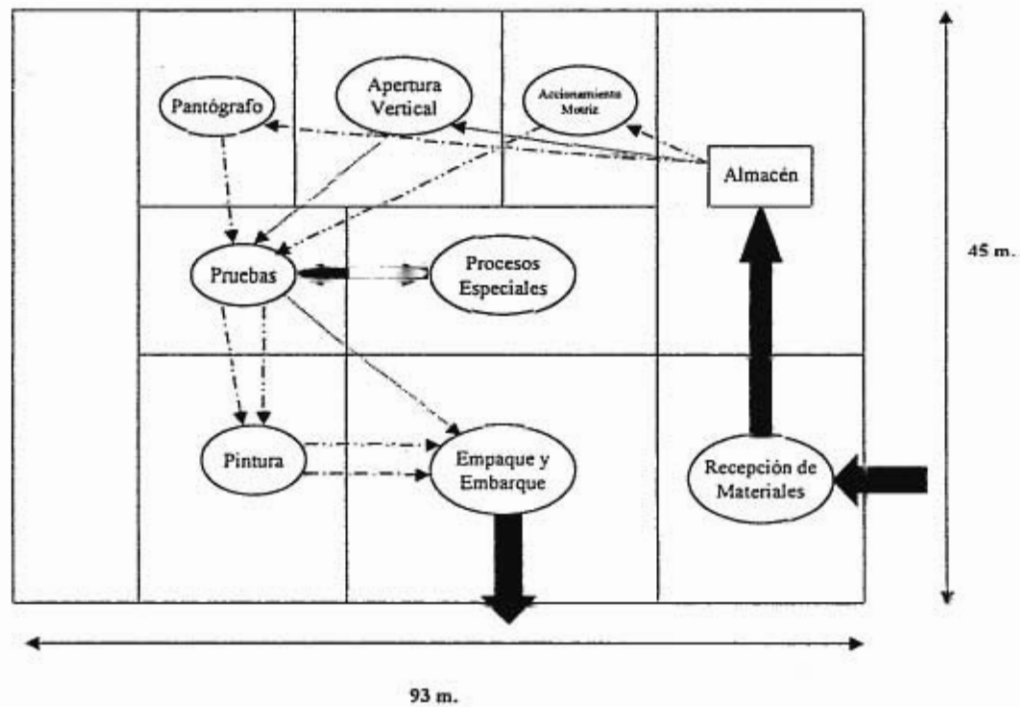 Pantógrafo
Apertura
Vertical
Accionamiento
Motriz
Almacén
45 m.
Pruebas
Procesos
Especiales
Pintura
Empaque y
Embarque
Recepción de
Materiales
93 m.